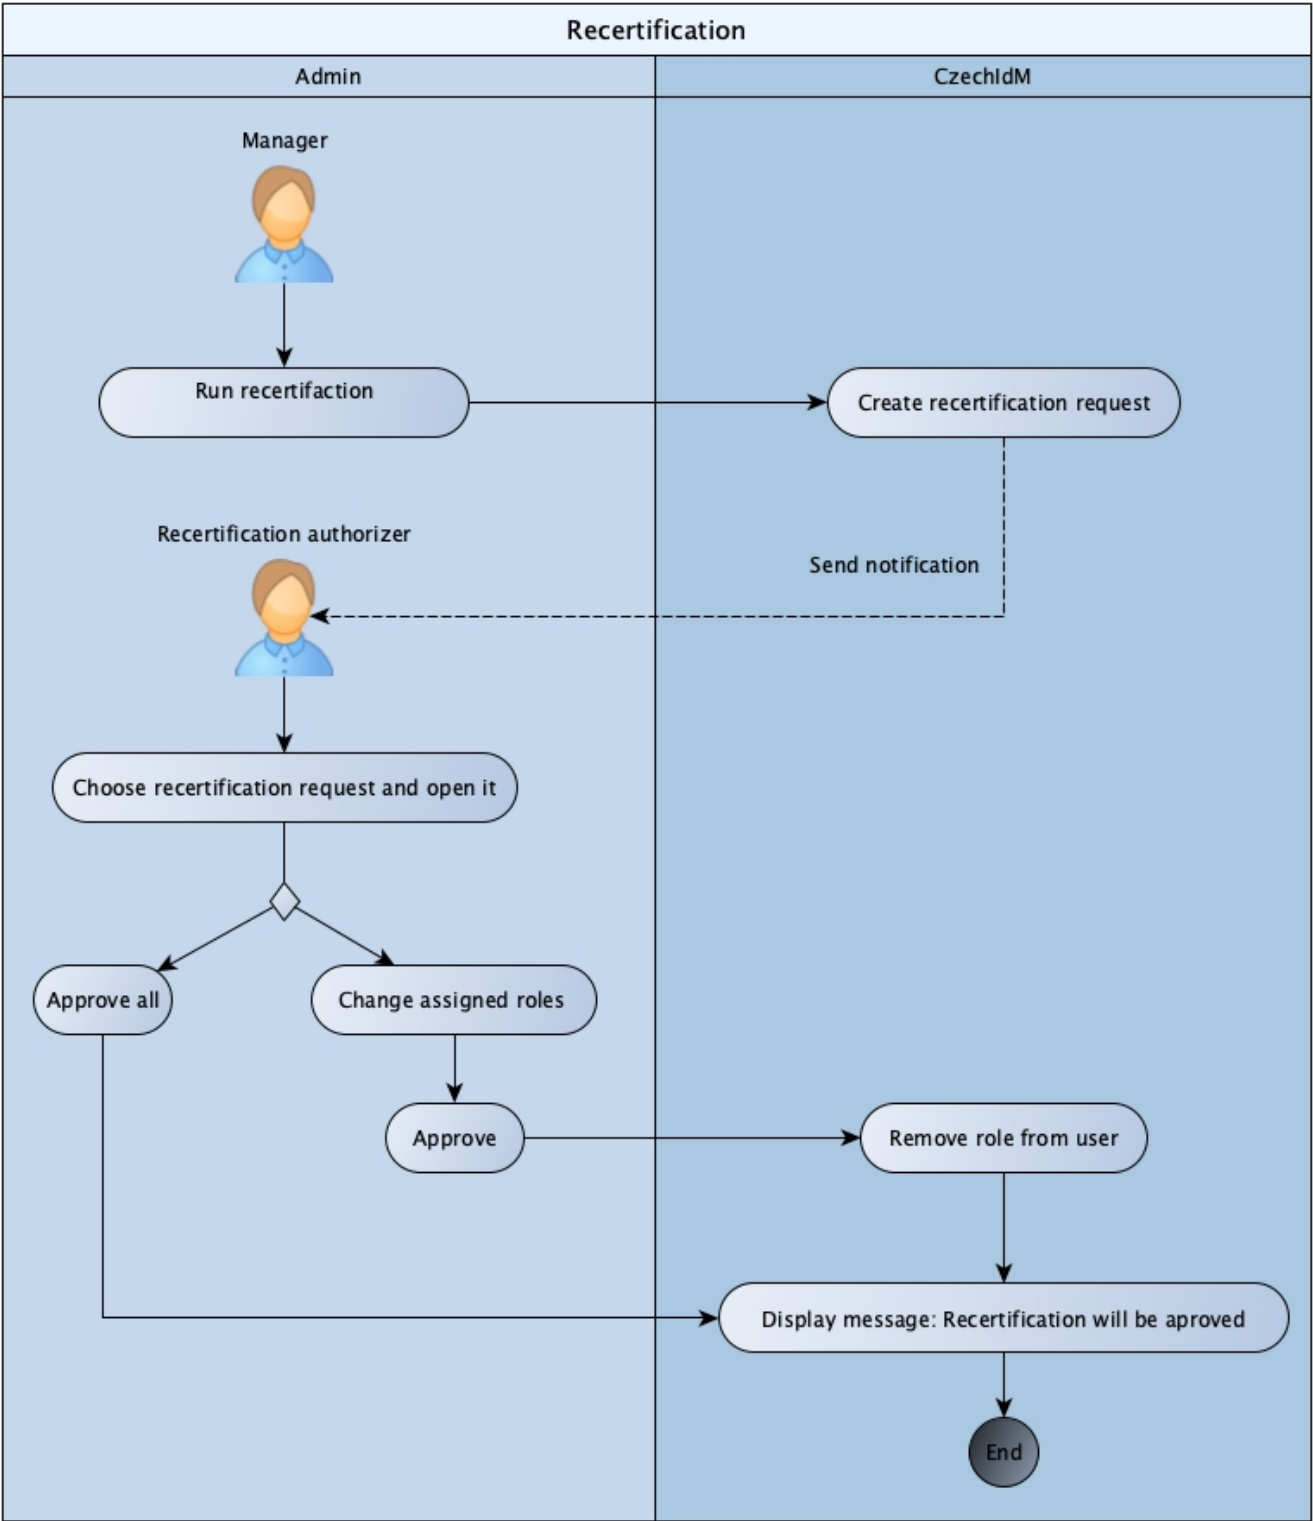 Recertification
Admin
CzechIdM
Manager
Run recertifaction
Create recertification request
Recertification authorizer
Send notification
Choose recertification request and open it
Approve all
Change assigned roles
Approve
Remove role from user
Display message: Recertification will be aproved
End